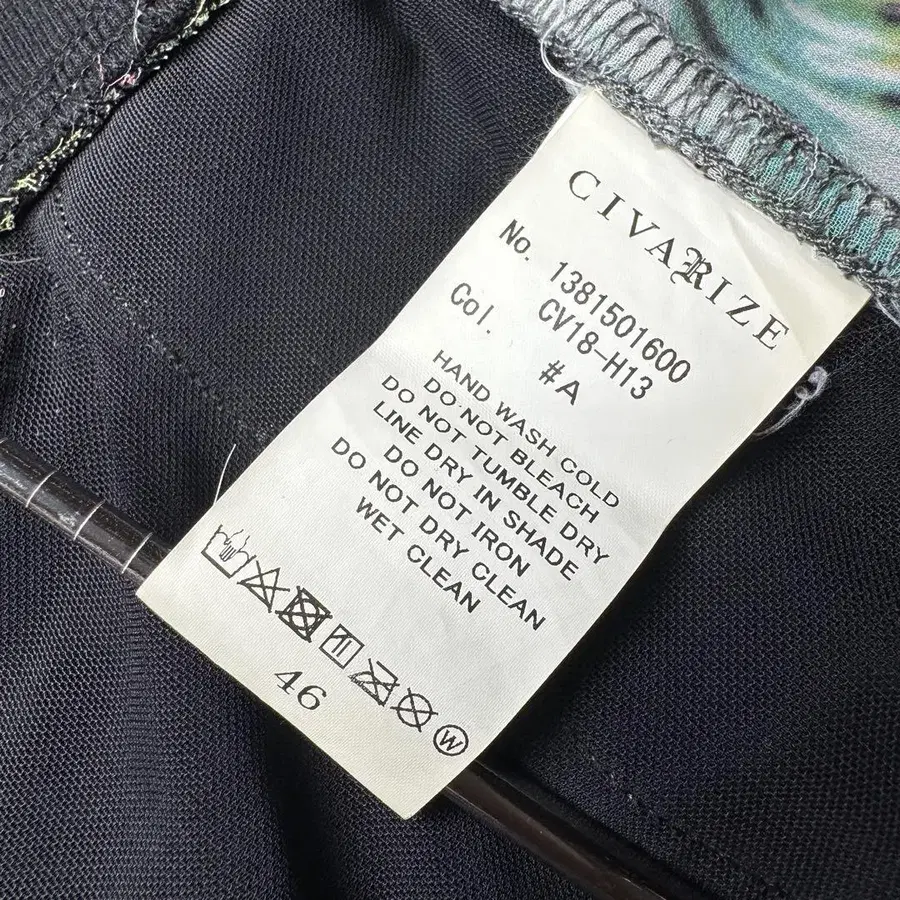 CIVARIZE
No. 1381501600
CV18-H13
Col. #A
HAND WASH COLD
DO NOT BLEACH
DO NOT TUMBLE DRY
LINE DRY IN SHADE
DO NOT IRON
DO NOT DRY CLEAN
WET CLEAN
W
46